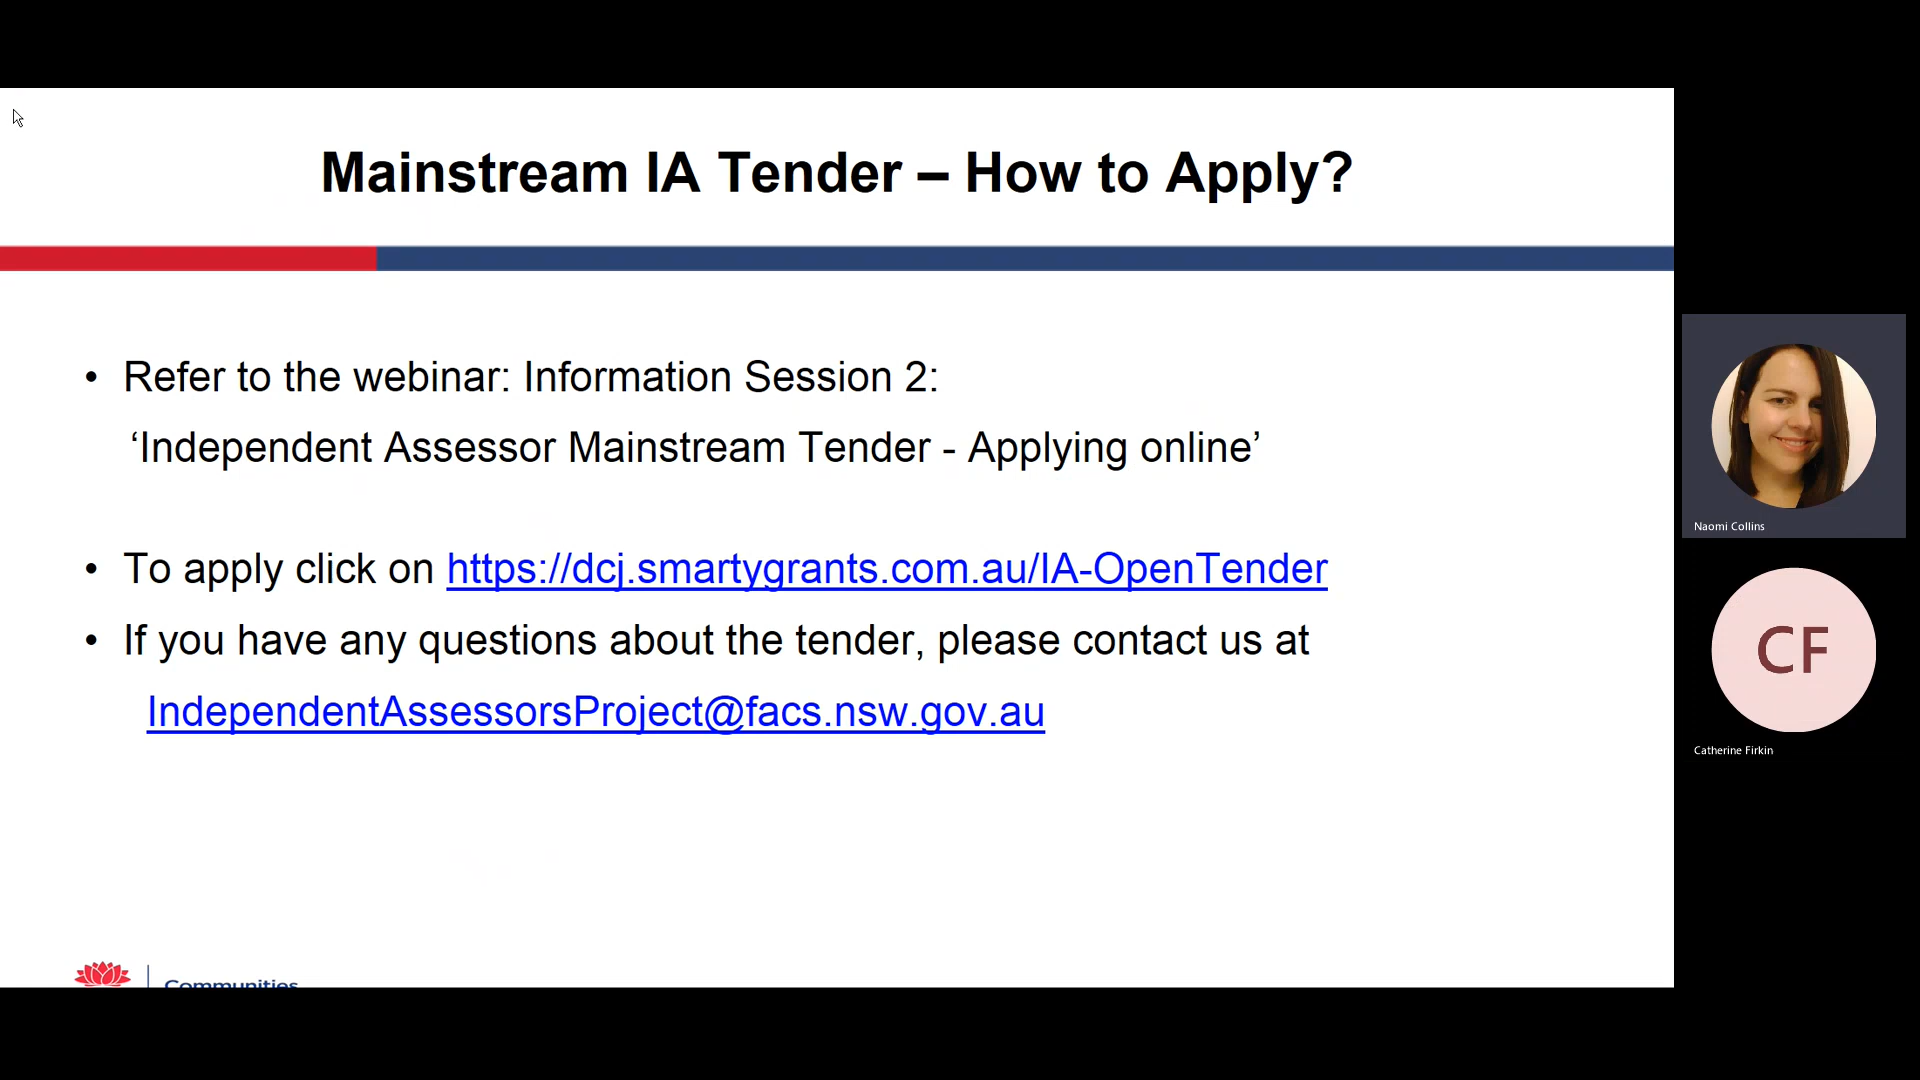 Mainstream IA Tender – How to Apply?
• Refer to the webinar: Information Session 2:
‘Independent Assessor Mainstream Tender - Applying online’
• To apply click on https://dcj.smartygrants.com.au/IA-OpenTender
• If you have any questions about the tender, please contact us at
IndependentAssessorsProject@facs.nsw.gov.au
Communities
Naomi Collins
CF
Catherine Firkin